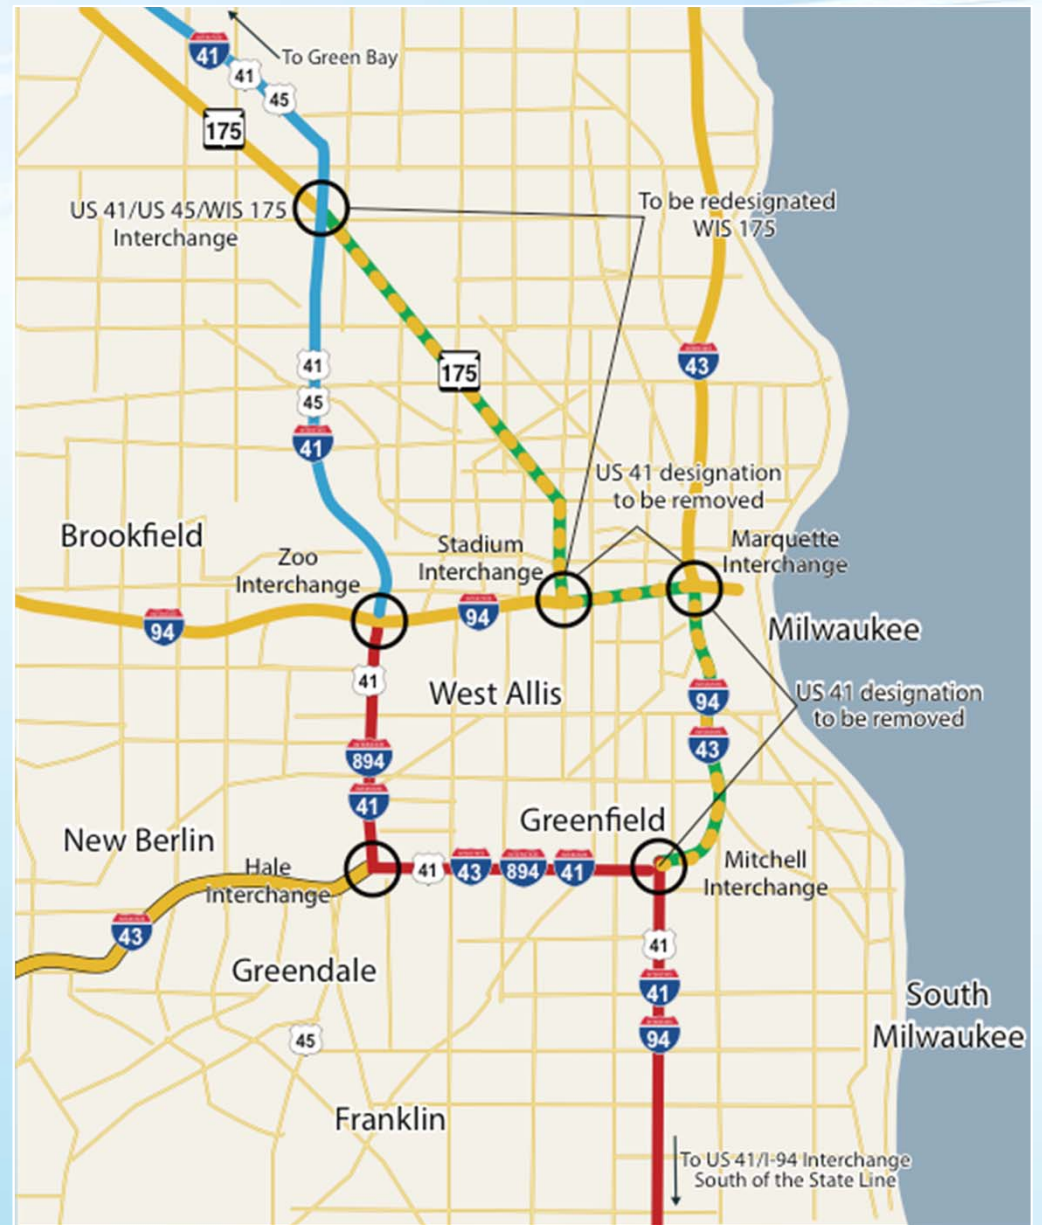 41
To Green Bay
41
45
175
US 41/US 45/WIS 175
Interchange
To be redesignated
WIS 175
43
41
45
41
175
US 41 designation
to be removed
Brookfield
Zoo
Interchange
Stadium
Interchange
Marquette
Interchange
94
94
Milwaukee
41
West Allis
94
US 41 designation
to be removed
43
894
41
Greenfield
New Berlin
Hale
Interchange
41
43
894
41
Mitchell
Interchange
43
Greendale
41
41
South
Milwaukee
94
45
Franklin
To US 41/I-94 Interchange
South of the State Line